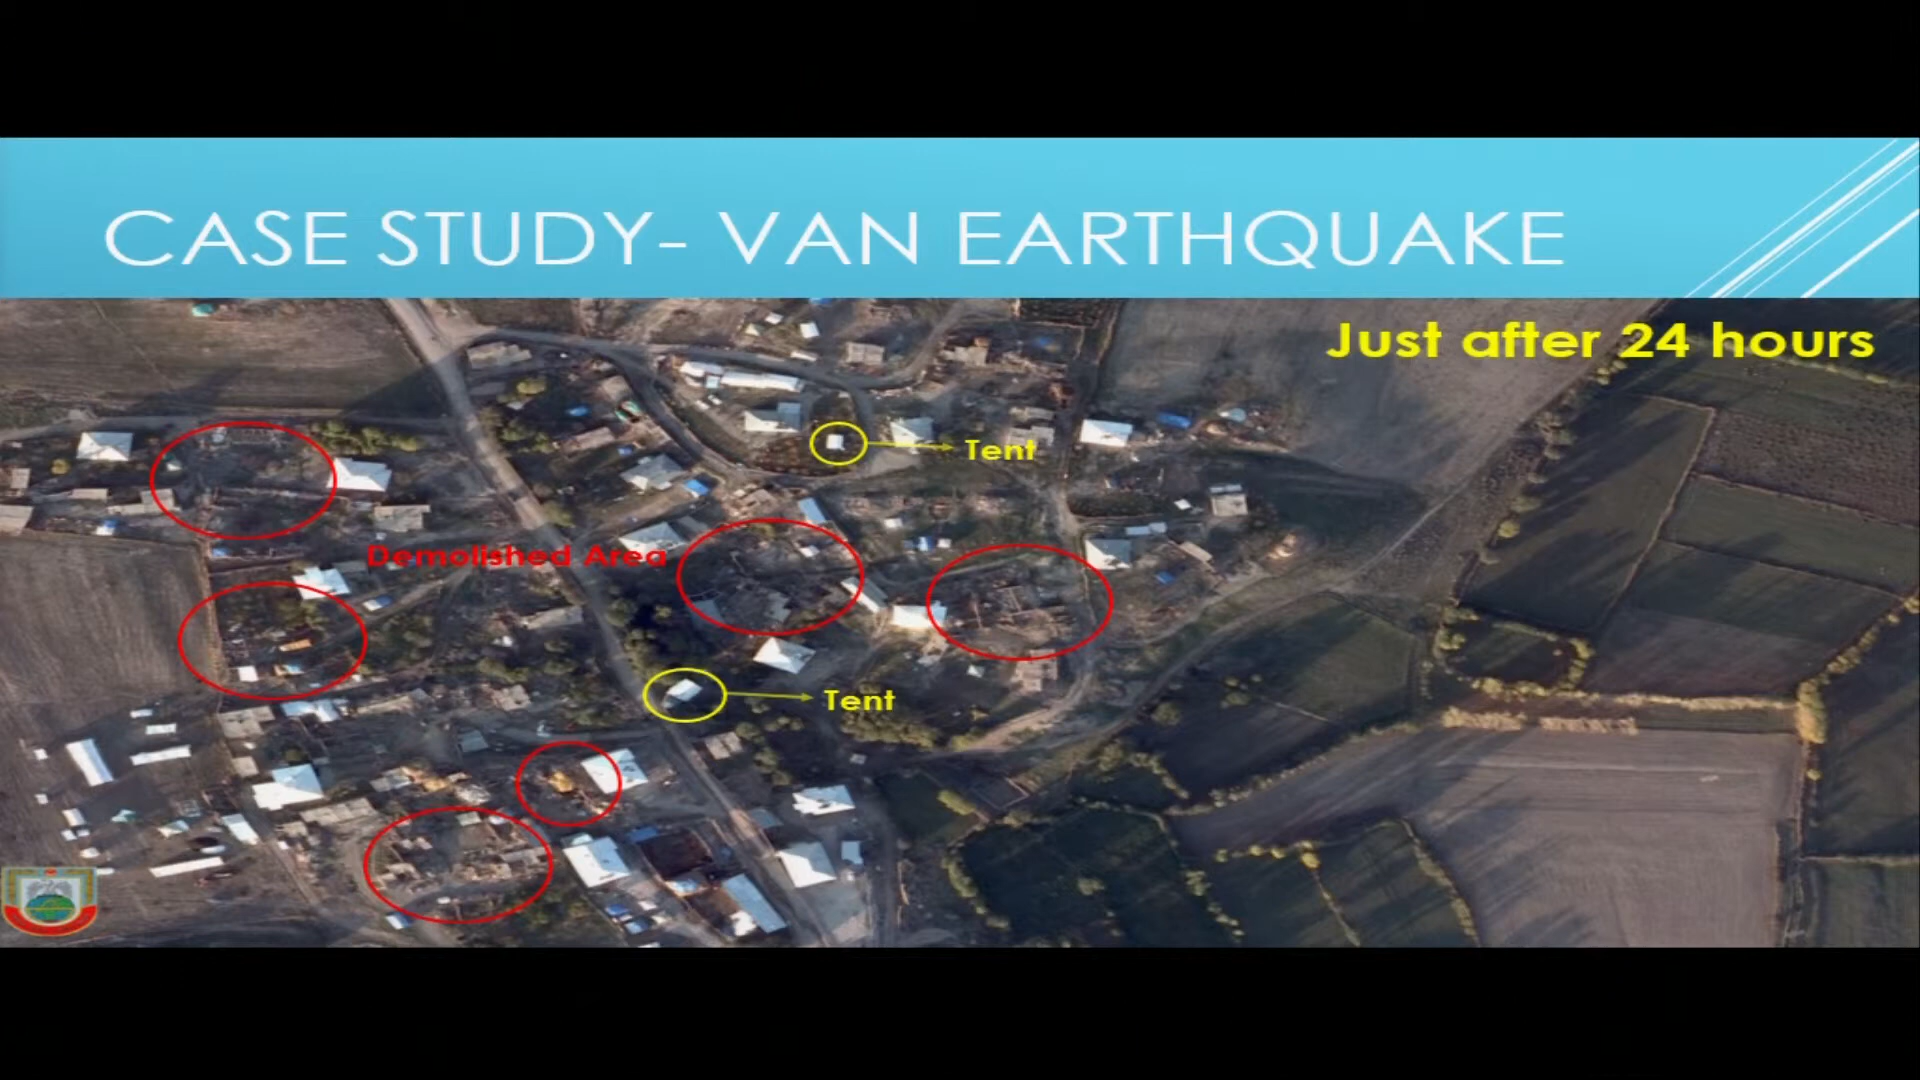 CASE STUDY- VAN EARTHQUAKE
Just after 24 hours
Tent
Demolished Area
Tent